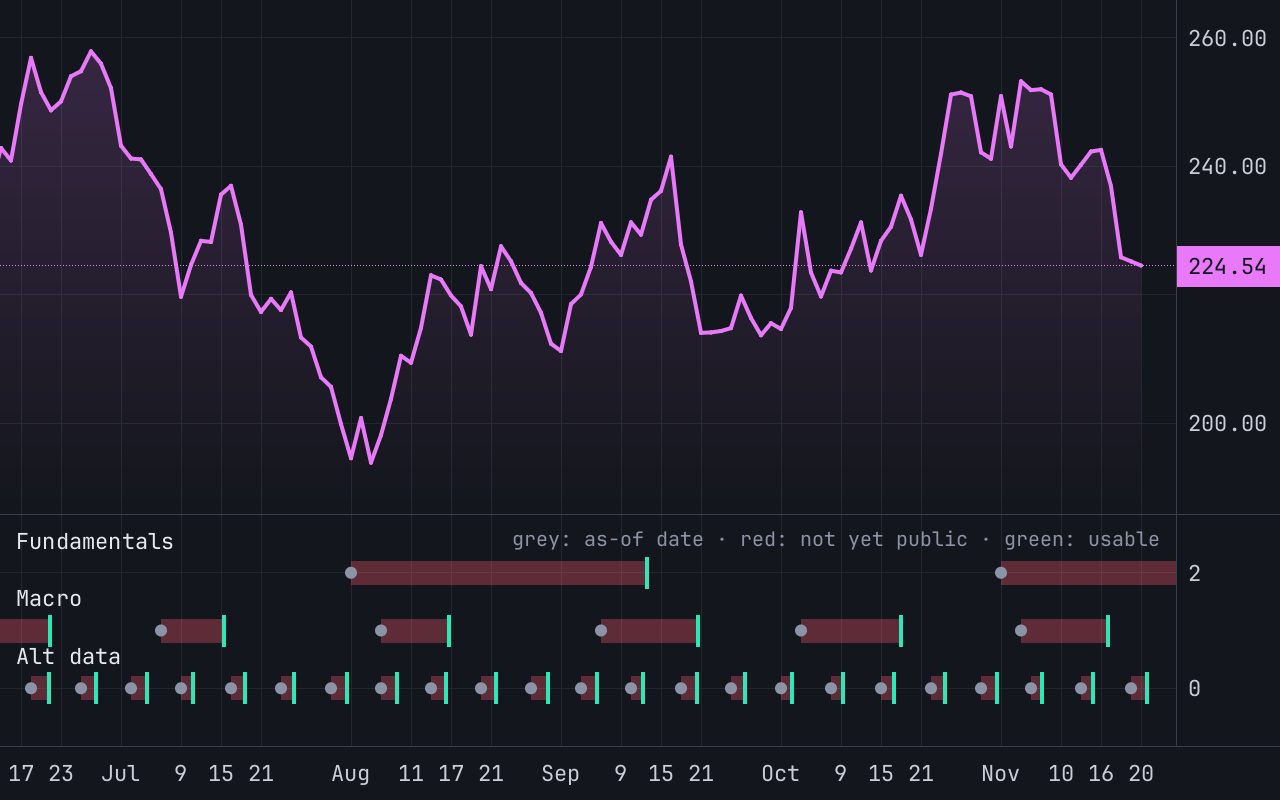 260.00
240.00
224.54
200.00
Fundamentals
grey: as-of date · red: not yet public · green: usable
2
Macro
Alt data
0
17 23 Jul 9 15 21 Aug 11 17 21 Sep 9 15 21 Oct 9 15 21 Nov 10 16 20